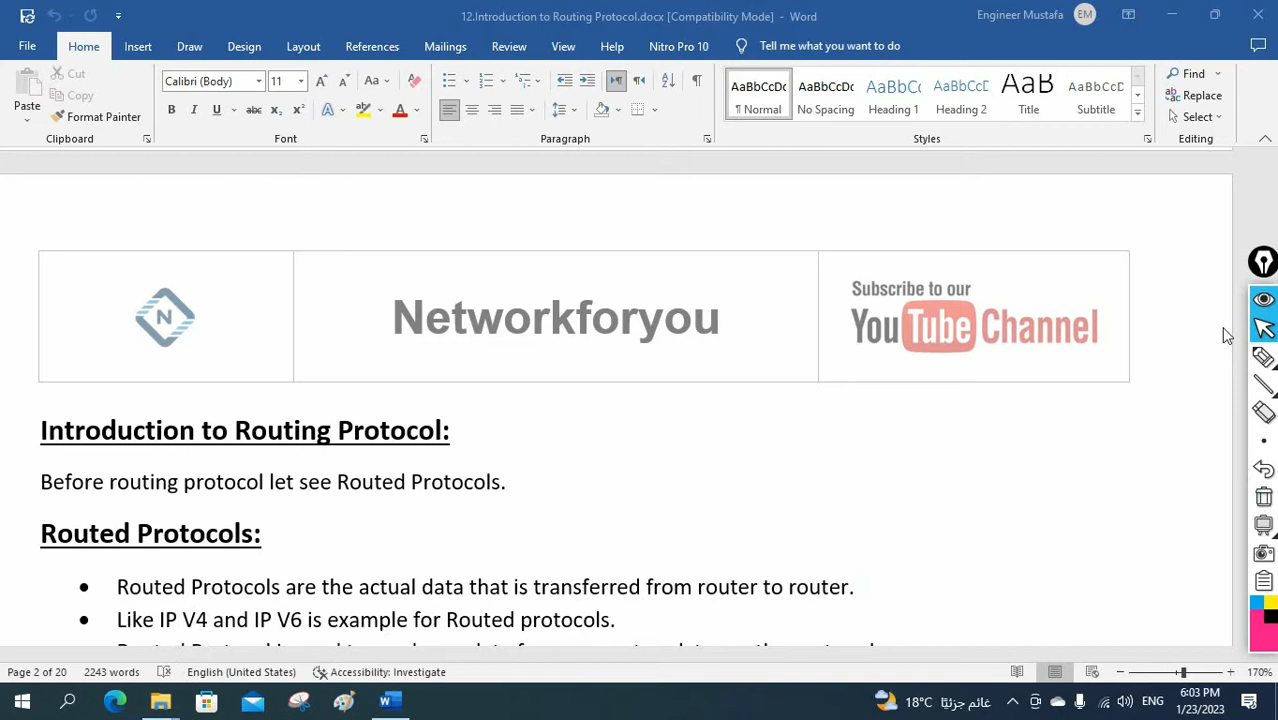 12.Introduction to Routing Protocol.docx [Compatibility Mode] - Word
Engineer Mustafa EM
File Home Insert Draw Design Layout References Mailings Review View Help Nitro Pro 10 Tell me what you want to do
Paste
Cut
Copy
Format Painter
Clipboard
Calibri (Body) 11
Font
Paragraph
AaBbCcDc AaBbCcDc AaBbCc AaBbCcD AaB AaBbCcD
¶ Normal No Spacing Heading 1 Heading 2 Title Subtitle
Styles
Find
Replace
Select
Editing
N
Networkforyou
Subscribe to our
YouTube Channel
Introduction to Routing Protocol:
Before routing protocol let see Routed Protocols.
Routed Protocols:
• Routed Protocols are the actual data that is transferred from router to router.
• Like IP V4 and IP V6 is example for Routed protocols.
Page 2 of 20 2243 words English (United States) Accessibility: Investigate 170%
18°C غائم جزئيًا ENG 6:03 PM
1/23/2023